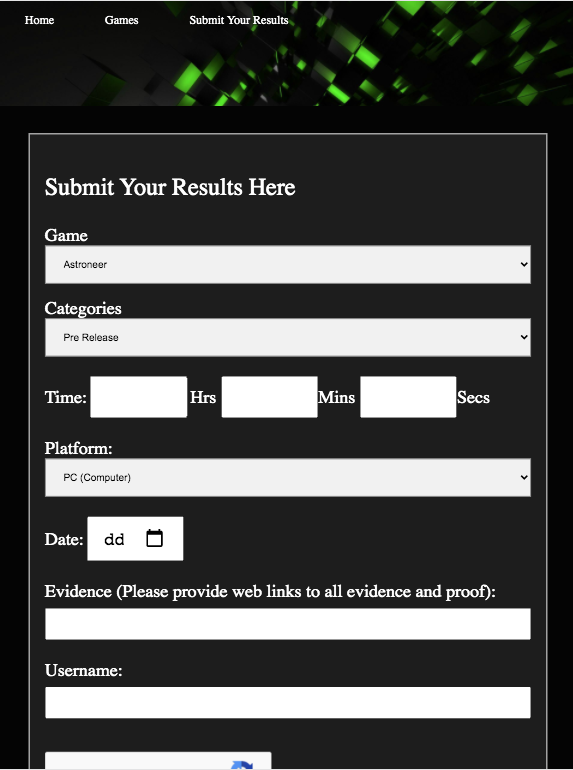 Home Games Submit Your Results
Submit Your Results Here
Game
Astroneer
Categories
Pre Release
Time: Hrs Mins Secs
Platform:
PC (Computer)
Date: dd
Evidence (Please provide web links to all evidence and proof):
Username: